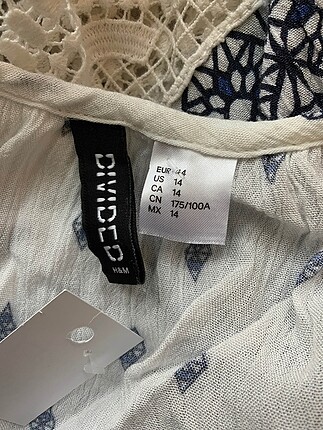 DIVIDED
H&M
EUR 44
US 14
CA 14
CN 175/100A
MX 14